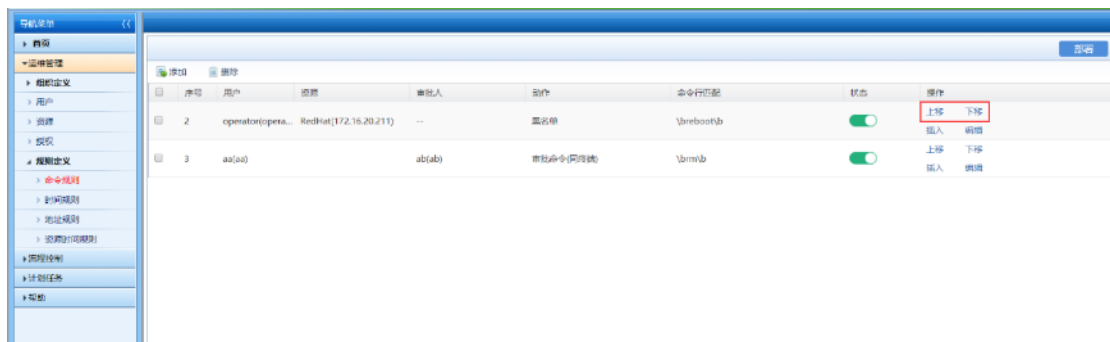 导航菜单
首页
运维管理
组织定义
用户
资源
授权
规则定义
命令规则
时间规则
地址规则
资源时间规则
流程控制
计划任务
帮助
部署
添加 删除
序号 用户 资源 审批人 动作 命令行匹配 状态 操作
2 operator(opera... RedHat(172.16.20.211) -- 黑名单 \breboot\b 上移 下移
插入 编辑
3 aa(aa) ab(ab) 审批命令(同终端) \brm\b 上移 下移
插入 编辑